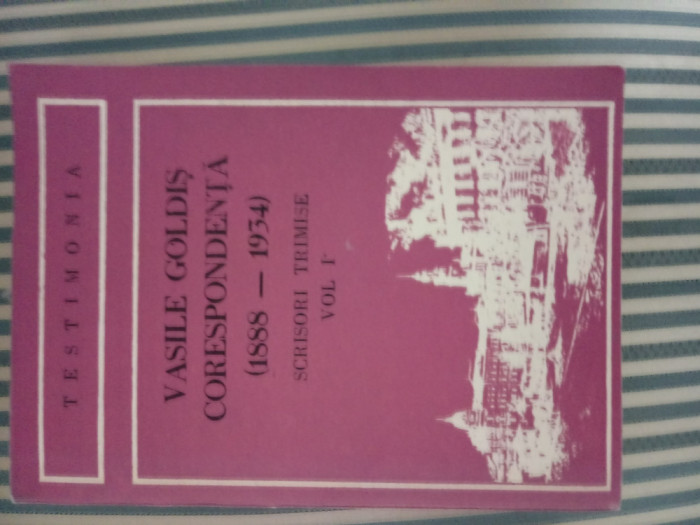 TESTIMONIA
VASILE GOLDIȘ
CORESPONDENȚĂ
(1888 — 1934)
SCRISORI TRIMISE
VOL I